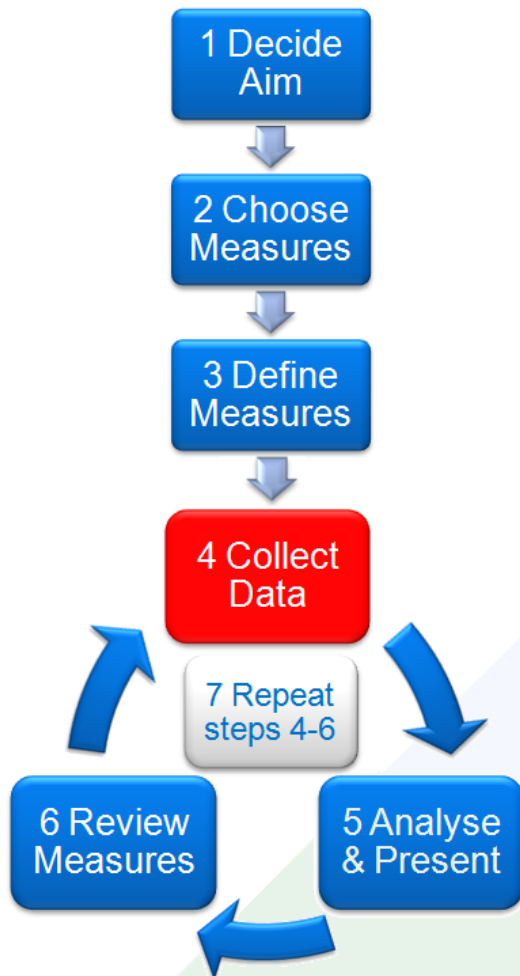 1 Decide
Aim
2 Choose
Measures
3 Define
Measures
4 Collect
Data
7 Repeat
steps 4-6
6 Review
Measures
5 Analyse
& Present